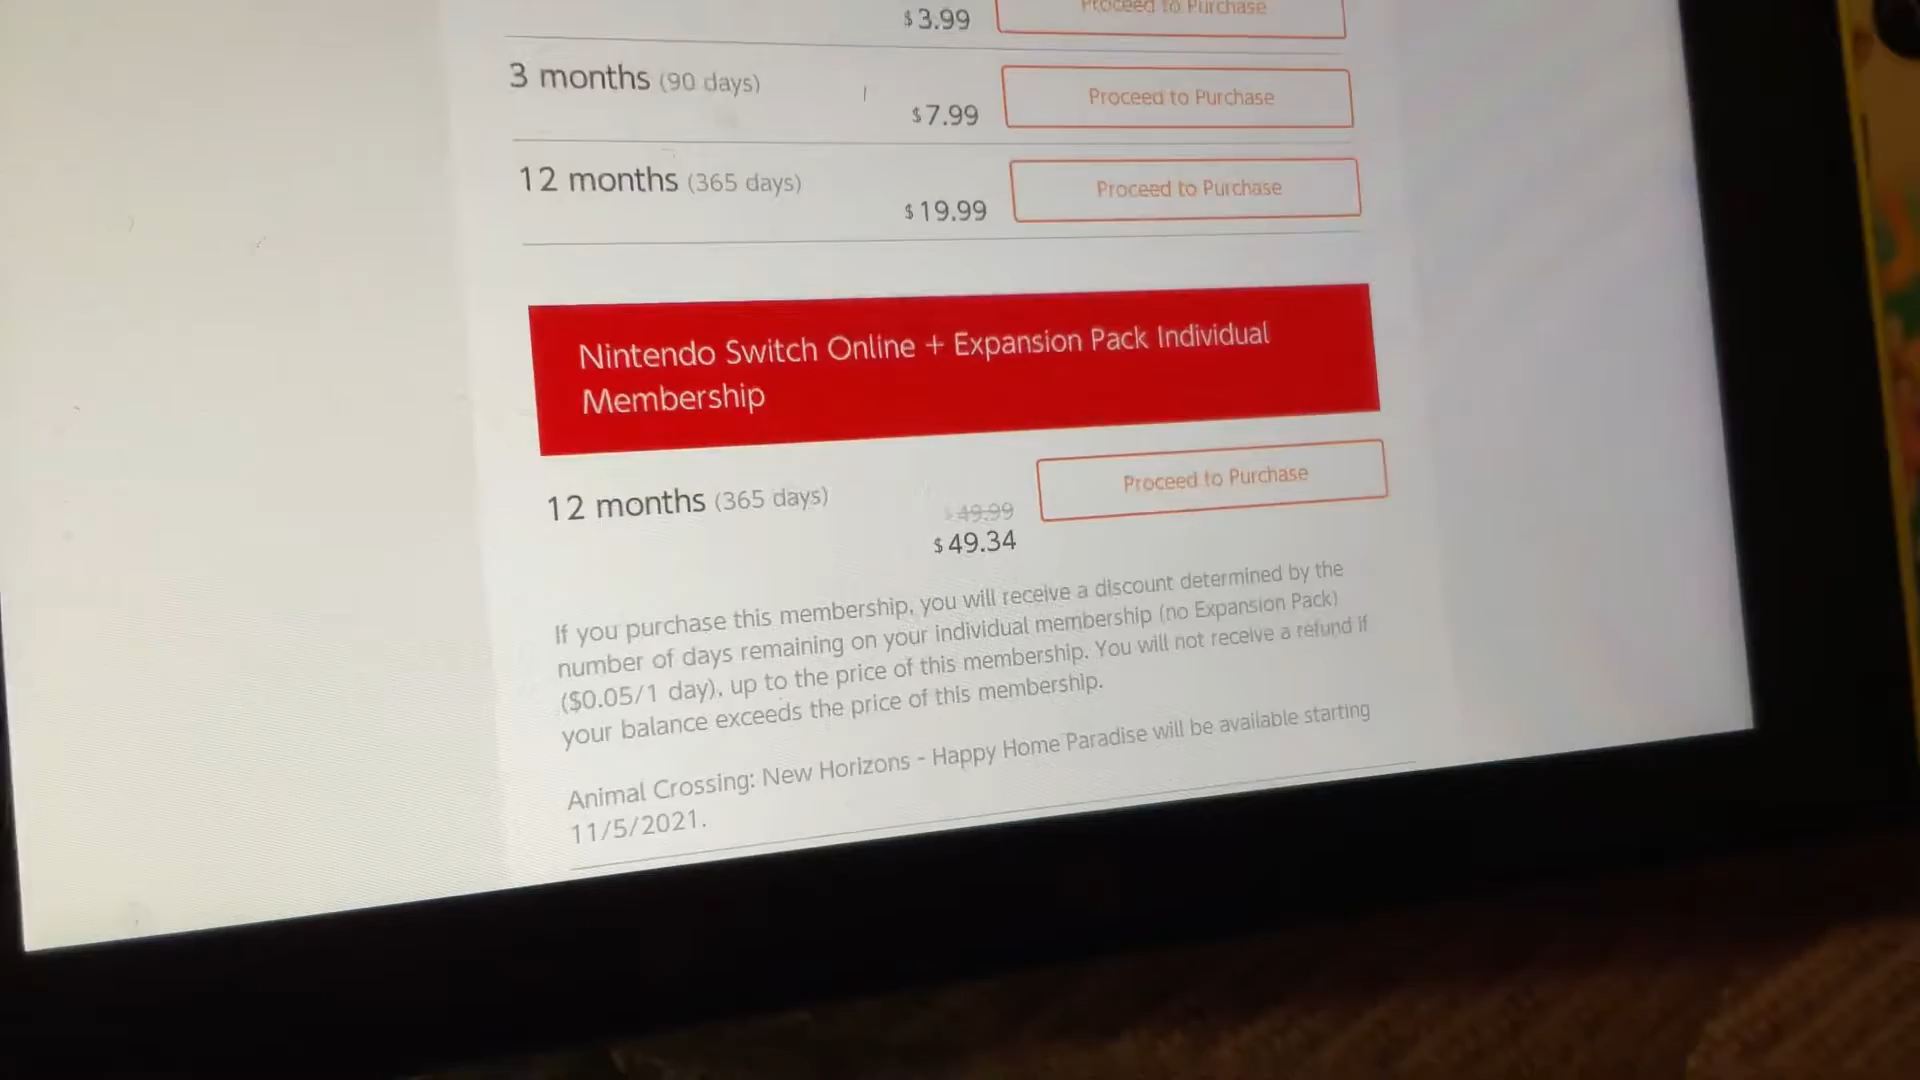 $3.99
Proceed to Purchase
3 months (90 days)
$7.99
Proceed to Purchase
12 months (365 days)
$19.99
Proceed to Purchase
Nintendo Switch Online + Expansion Pack Individual
Membership
12 months (365 days)
$49.99
$49.34
Proceed to Purchase
If you purchase this membership, you will receive a discount determined by the
number of days remaining on your individual membership (no Expansion Pack)
($0.05/1 day), up to the price of this membership. You will not receive a refund if
your balance exceeds the price of this membership.
Animal Crossing: New Horizons - Happy Home Paradise will be available starting
11/5/2021.